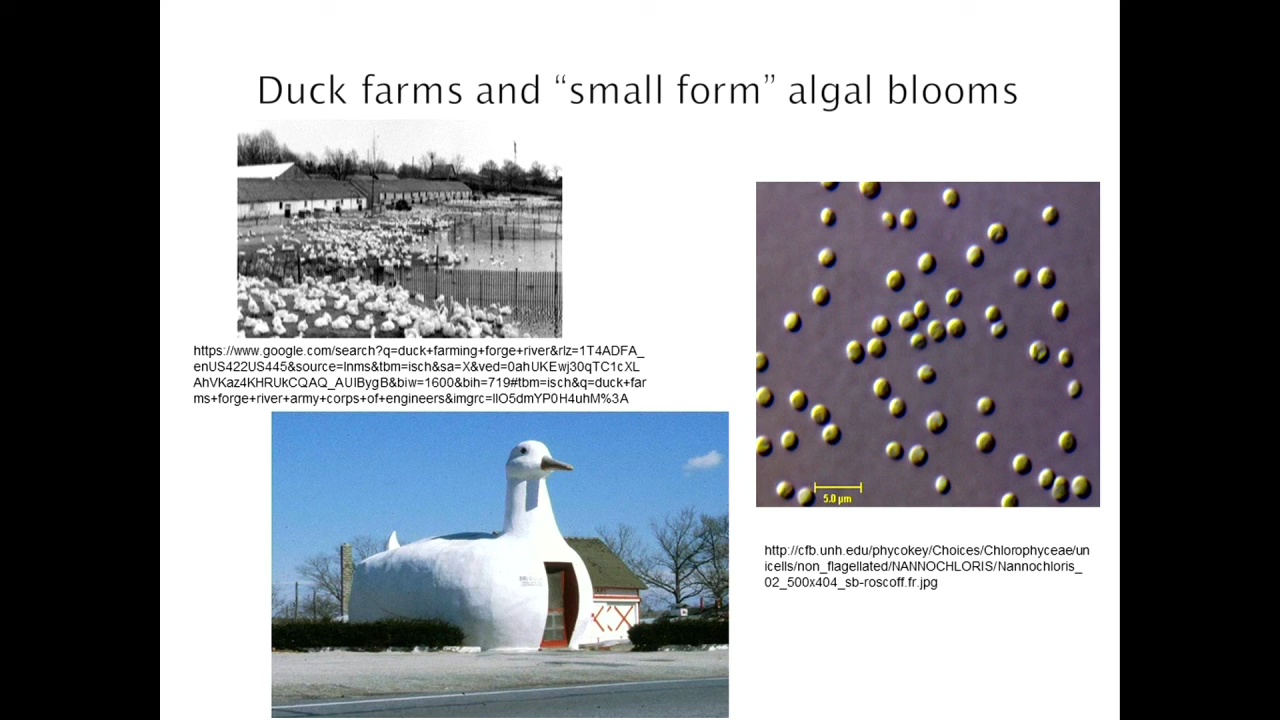 Duck farms and “small form” algal blooms
https://www.google.com/search?q=duck+farming+forge+river&rlz=1T4ADFA_
enUS422US445&source=lnms&tbm=isch&sa=X&ved=0ahUKEwj30qTC1cXL
AhVKaz4KHRUkCQAQ_AUIBygB&biw=1600&bih=719#tbm=isch&q=duck+far
ms+forge+river+army+corps+of+engineers&imgrc=IlO5dmYP0H4uhM%3A
5.0 µm
http://cfb.unh.edu/phycokey/Choices/Chlorophyceae/un
icells/non_flagellated/NANNOCHLORIS/Nannochloris_
02_500x404_sb-roscoff.fr.jpg